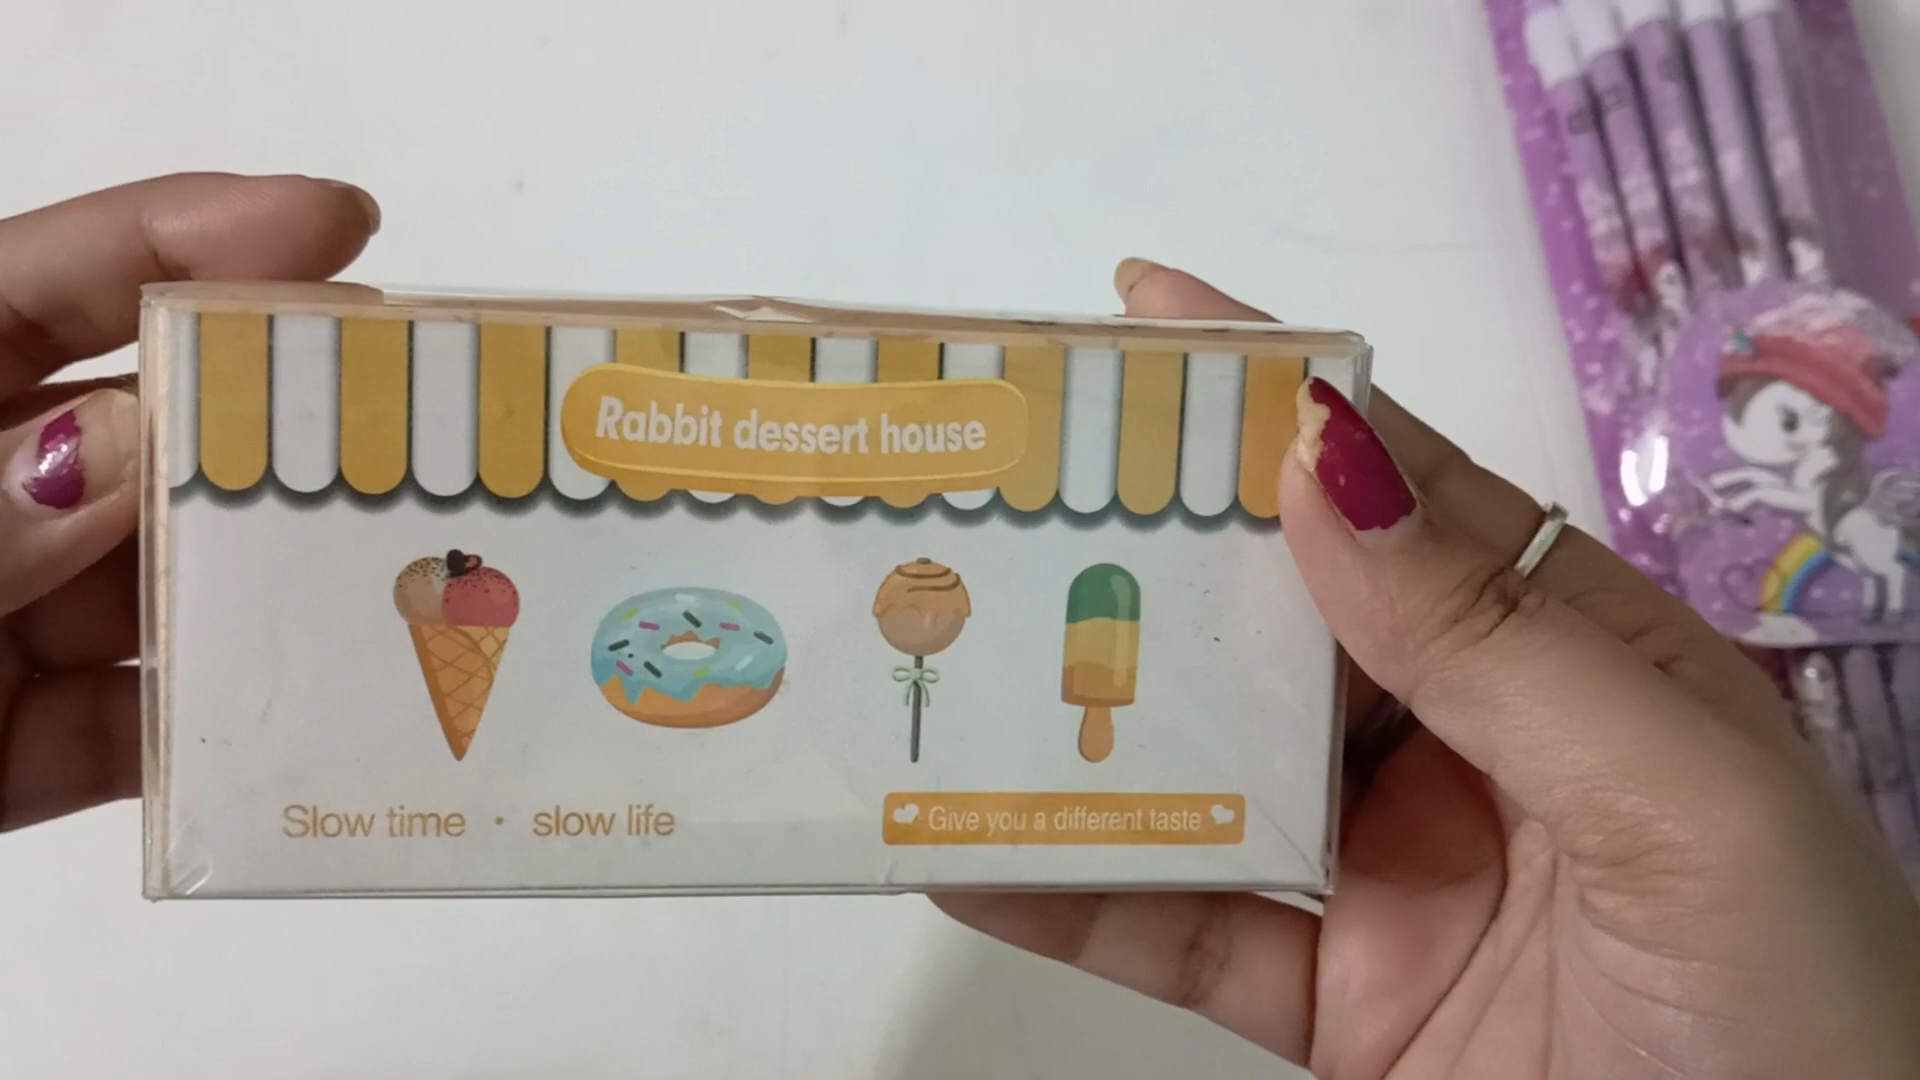 Rabbit dessert house
Slow time · slow life
Give you a different taste